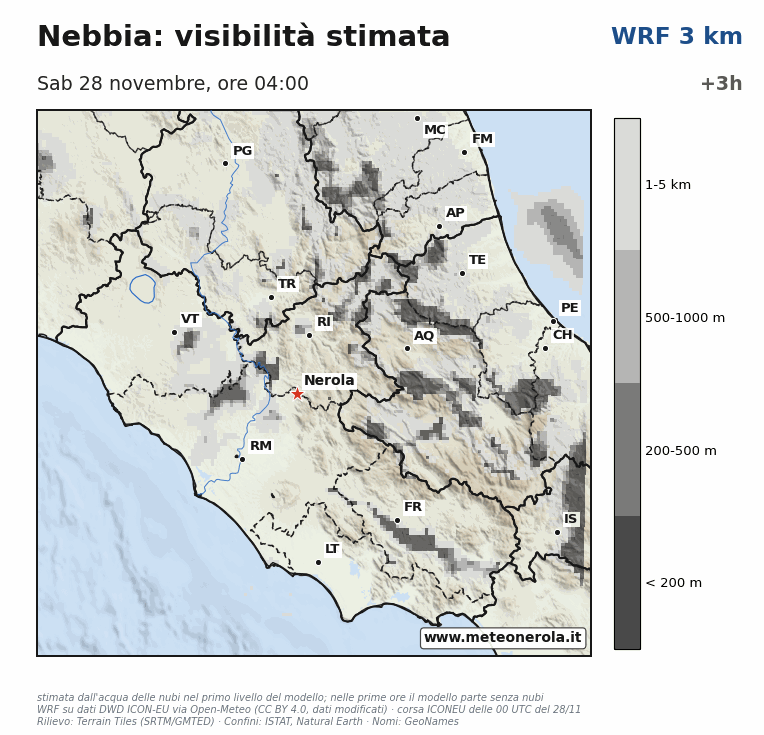 Nebbia: visibilità stimata
WRF 3 km
Sab 28 novembre, ore 04:00
+3h
MC
FM
PG
AP
TE
TR
PE
VT
RI
AQ
CH
Nerola
RM
FR
IS
LT
www.meteonerola.it
1-5 km
500-1000 m
200-500 m
< 200 m
stimata dall'acqua delle nubi nel primo livello del modello; nelle prime ore il modello parte senza nubi
WRF su dati DWD ICON-EU via Open-Meteo (CC BY 4.0, dati modificati) · corsa ICONEU delle 00 UTC del 28/11
Rilievo: Terrain Tiles (SRTM/GMTED) · Confini: ISTAT, Natural Earth · Nomi: GeoNames